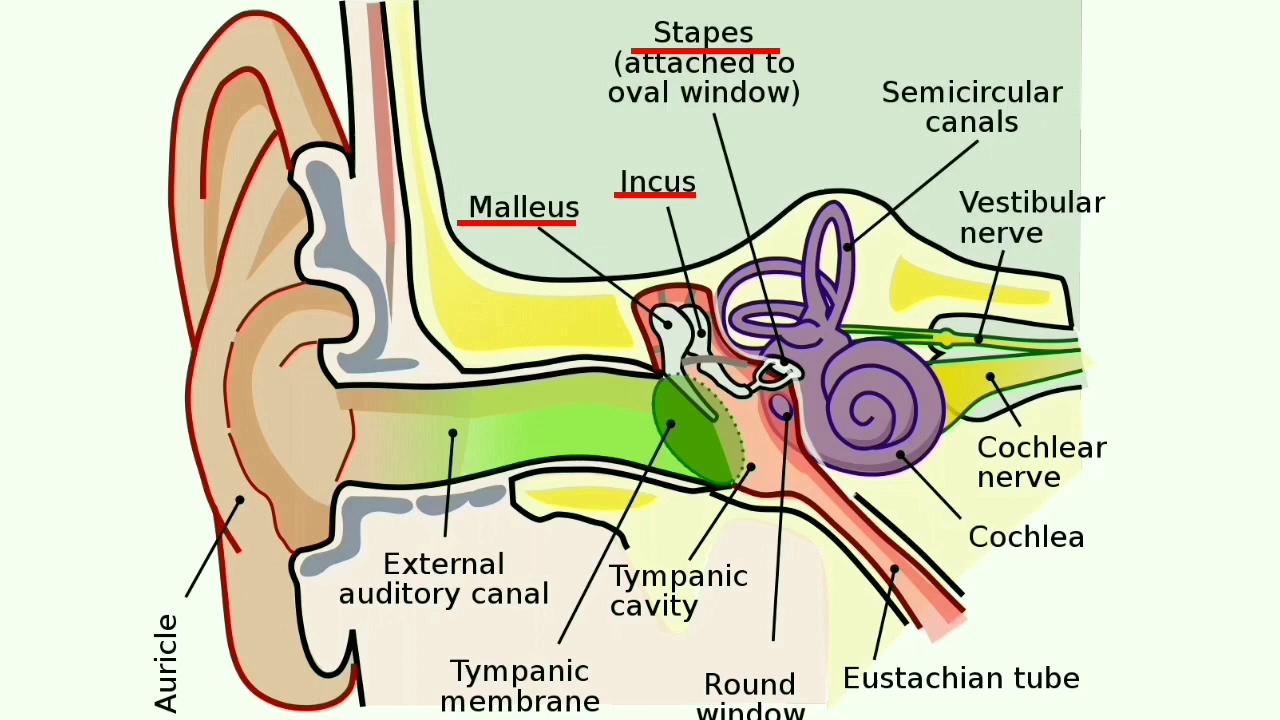 Stapes
(attached to
oval window)
Semicircular
canals
Incus
Malleus
Vestibular
nerve
Cochlear
nerve
Cochlea
External
auditory canal
Tympanic
cavity
Auricle
Tympanic
membrane
Round
window
Eustachian tube